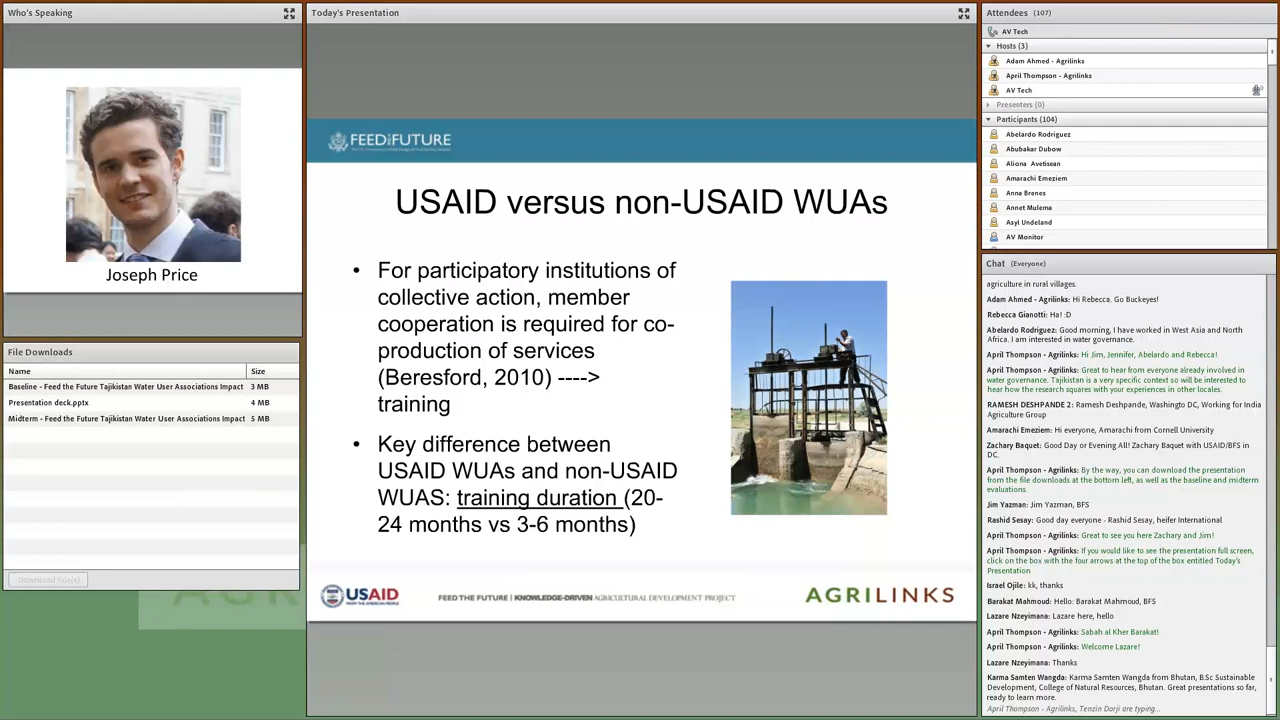 Who's Speaking
Joseph Price
File Downloads
Name Size
Baseline - Feed the Future Tajikistan Water User Associations Impact 3 MB
Presentation deck.pptx 4 MB
Midterm - Feed the Future Tajikistan Water User Associations Impact 5 MB
Download File(s)
Today's Presentation
FEED THE FUTURE
USAID versus non-USAID WUAs
• For participatory institutions of
collective action, member
cooperation is required for co-
production of services
(Beresford, 2010) ---->
training
• Key difference between
USAID WUAs and non-USAID
WUAS: training duration (20-
24 months vs 3-6 months)
USAID
FROM THE AMERICAN PEOPLE
FEED THE FUTURE | KNOWLEDGE-DRIVEN AGRICULTURAL DEVELOPMENT PROJECT
AGRILINKS
Attendees (107)
AV Tech
Hosts (3)
Adam Ahmed - Agrilinks
April Thompson - Agrilinks
AV Tech
Presenters (0)
Participants (104)
Abelardo Rodriguez
Abubakar Dubow
Aliona Avetisean
Amarachi Emeziem
Anna Brenes
Annet Mulema
Asyl Undeland
AV Monitor
Chat (Everyone)
agriculture in rural villages.
Adam Ahmed - Agrilinks: Hi Rebecca. Go Buckeyes!
Rebecca Gianotti: Ha! :D
Abelardo Rodriguez: Good morning, I have worked in West Asia and North
Africa. I am interested in water governance.
April Thompson - Agrilinks: Hi Jim, Jennifer, Abelardo and Rebecca!
April Thompson - Agrilinks: Great to hear from everyone already involved in
water governance. Tajikistan is a very specific context so will be interested to
hear how the research squares with your experiences in other locales.
RAMESH DESHPANDE 2: Ramesh Deshpande, Washingto DC, Working for India
Agriculture Group
Amarachi Emeziem: Hi everyone, Amarachi from Cornell University
Zachary Baquet: Good Day or Evening All! Zachary Baquet with USAID/BFS in
DC.
April Thompson - Agrilinks: By the way, you can download the presentation
from the file downloads at the bottom left, as well as the baseline and midterm
evaluations.
Jim Yazman: Jim Yazman, BFS
Rashid Sesay: Good day everyone - Rashid Sesay, heifer International
April Thompson - Agrilinks: Great to see you here Zachary and Jim!
April Thompson - Agrilinks: If you would like to see the presentation full screen,
click on the box with the four arrows at the top of the box entitled Today's
Presentation
Israel Ojile: kk, thanks
Barakat Mahmoud: Hello: Barakat Mahmoud, BFS
Lazare Nzeyimana: Lazare here, hello
April Thompson - Agrilinks: Sabah al Kher Barakat!
April Thompson - Agrilinks: Welcome Lazare!
Lazare Nzeyimana: Thanks
Karma Samten Wangda: Karma Samten Wangda from Bhutan, B.Sc Sustainable
Development, College of Natural Resources, Bhutan. Great presentations so far,
ready to learn more.
April Thompson - Agrilinks, Tenzin Dorji are typing...